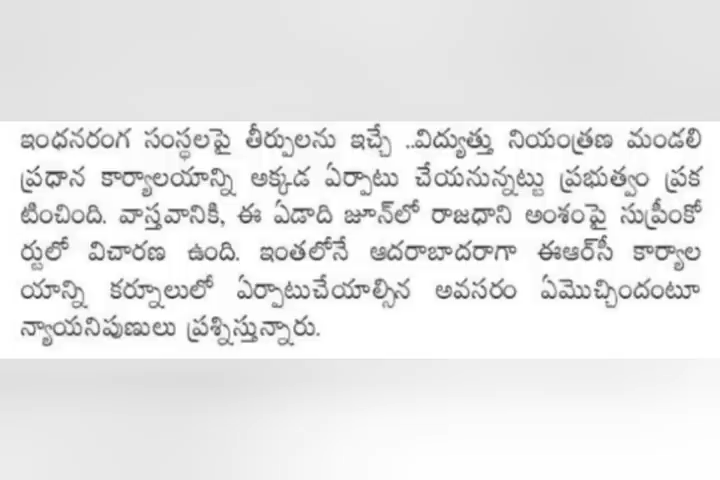 ఇంధనరంగ సంస్థలపై తీర్పులను ఇచ్చే ..విద్యుత్తు నియంత్రణ మండలి
ప్రధాన కార్యాలయాన్ని అక్కడ ఏర్పాటు చేయనున్నట్టు ప్రభుత్వం ప్రక
టించింది. వాస్తవానికి, ఈ ఏడాది జూన్‌లో రాజధాని అంశంపై సుప్రీంకో
ర్టులో విచారణ ఉంది. ఇంతలోనే ఆదరాబాదరాగా ఈఆర్‌సీ కార్యాల
యాన్ని కర్నూలులో ఏర్పాటుచేయాల్సిన అవసరం ఏమొచ్చిందంటూ
న్యాయనిపుణులు ప్రశ్నిస్తున్నారు.